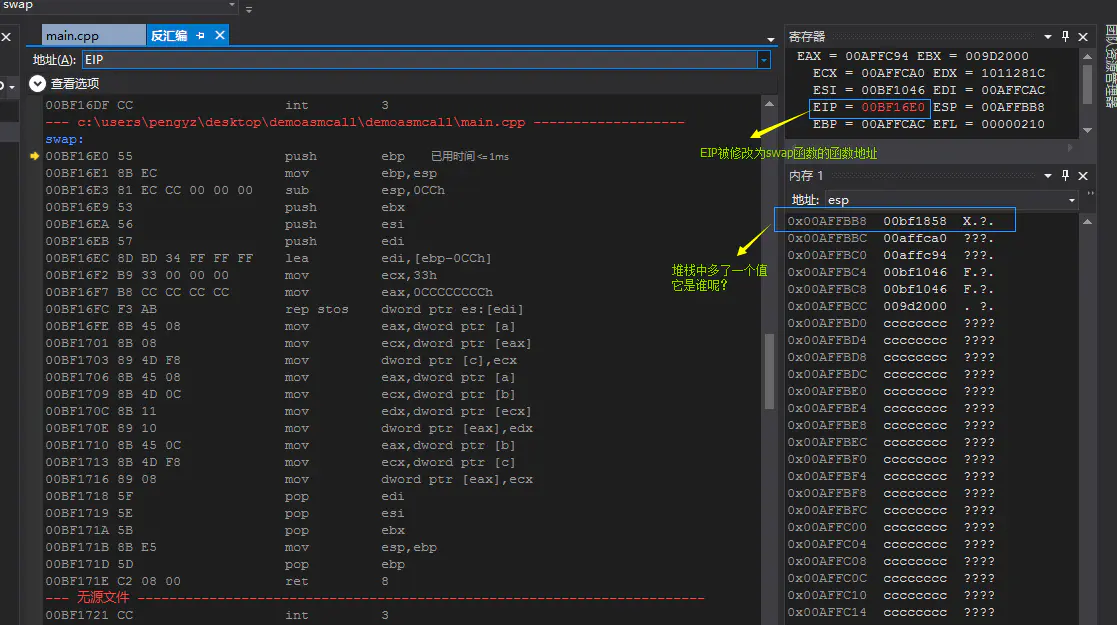 swap
main.cpp
反汇编
地址(A): EIP
查看选项
00BF16DF CC int 3
--- c:\users\pengyz\desktop\demoasmcall\demoasmcall\main.cpp -------------------
swap:
00BF16E0 55 push ebp 已用时间<=1ms
00BF16E1 8B EC mov ebp,esp
00BF16E3 81 EC CC 00 00 00 sub esp,0CCh
00BF16E9 53 push ebx
00BF16EA 56 push esi
00BF16EB 57 push edi
00BF16EC 8D BD 34 FF FF FF lea edi,[ebp-0CCh]
00BF16F2 B9 33 00 00 00 mov ecx,33h
00BF16F7 B8 CC CC CC CC mov eax,0CCCCCCCCh
00BF16FC F3 AB rep stos dword ptr es:[edi]
00BF16FE 8B 45 08 mov eax,dword ptr [a]
00BF1701 8B 08 mov ecx,dword ptr [eax]
00BF1703 89 4D F8 mov dword ptr [c],ecx
00BF1706 8B 45 08 mov eax,dword ptr [a]
00BF1709 8B 4D 0C mov ecx,dword ptr [b]
00BF170C 8B 11 mov edx,dword ptr [ecx]
00BF170E 89 10 mov dword ptr [eax],edx
00BF1710 8B 45 0C mov eax,dword ptr [b]
00BF1713 8B 4D F8 mov ecx,dword ptr [c]
00BF1716 89 08 mov dword ptr [eax],ecx
00BF1718 5F pop edi
00BF1719 5E pop esi
00BF171A 5B pop ebx
00BF171B 8B E5 mov esp,ebp
00BF171D 5D pop ebp
00BF171E C2 08 00 ret 8
--- 无源文件 -----------------------------------------------------------------------
00BF1721 CC int 3
寄存器
EAX = 00AFFC94 EBX = 009D2000
ECX = 00AFFCA0 EDX = 1011281C
ESI = 00BF1046 EDI = 00AFFCAC
EIP = 00BF16E0 ESP = 00AFFBB8
EBP = 00AFFCAC EFL = 00000210
EIP被修改为swap函数的函数地址
内存 1
地址: esp
0x00AFFBB8 00bf1858 X.?.
0x00AFFBBC 00affca0 ???.
0x00AFFBC0 00affc94 ???.
0x00AFFBC4 00bf1046 F.?.
0x00AFFBC8 00bf1046 F.?.
0x00AFFBCC 009d2000 . ?.
0x00AFFBD0 cccccccc ????
0x00AFFBD4 cccccccc ????
0x00AFFBD8 cccccccc ????
0x00AFFBDC cccccccc ????
0x00AFFBE0 cccccccc ????
0x00AFFBE4 cccccccc ????
0x00AFFBE8 cccccccc ????
0x00AFFBEC cccccccc ????
0x00AFFBF0 cccccccc ????
0x00AFFBF4 cccccccc ????
0x00AFFBF8 cccccccc ????
0x00AFFBFC cccccccc ????
0x00AFFC00 cccccccc ????
0x00AFFC04 cccccccc ????
0x00AFFC08 cccccccc ????
0x00AFFC0C cccccccc ????
0x00AFFC10 cccccccc ????
0x00AFFC14 cccccccc ????
堆栈中多了一个值
它是谁呢?